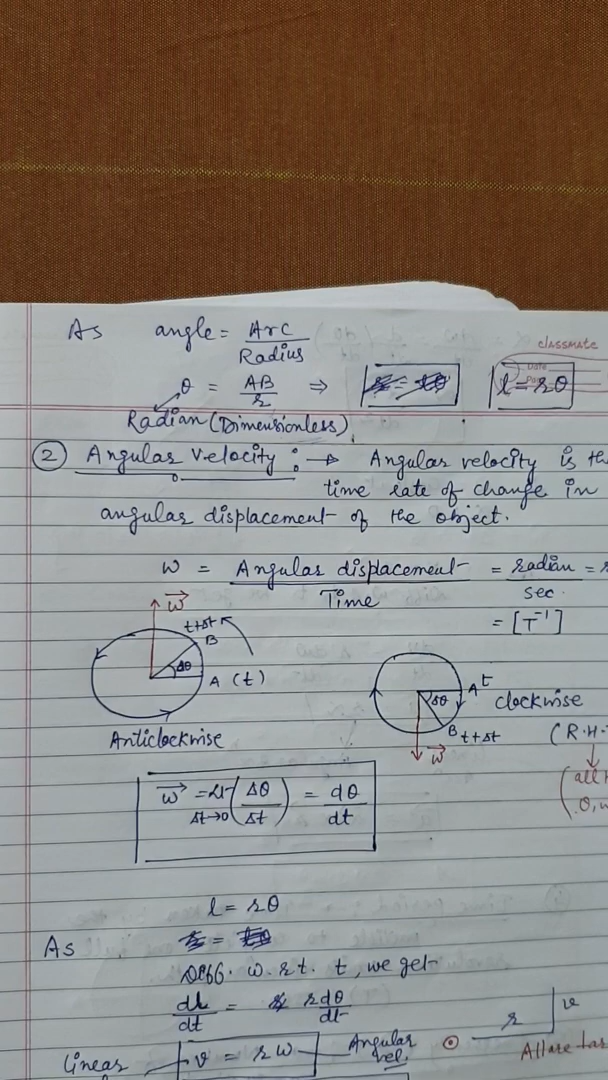 As angle = Arc / Radius
classmate
Date
θ = AB / r ⇒ l = rθ
Radian (Dimensionless)
② Angular Velocity : → Angular velocity is
time rate of change in
angular displacement of the object.
ω = Angular displacement / Time = radian / sec.
= [T⁻¹]
ω⃗ t+Δt B
Δθ A (t)
Anticlockwise
A t Δθ clockwise
B t+Δt
ω⃗
(R.H.
all
θ,
ω⃗ = Lt Δt→0 (Δθ / Δt) = dθ / dt
l = rθ
As
Diff. w.r.t. t, we get
dl / dt = r dθ / dt
linear v = rω Angular vel. r v
All are